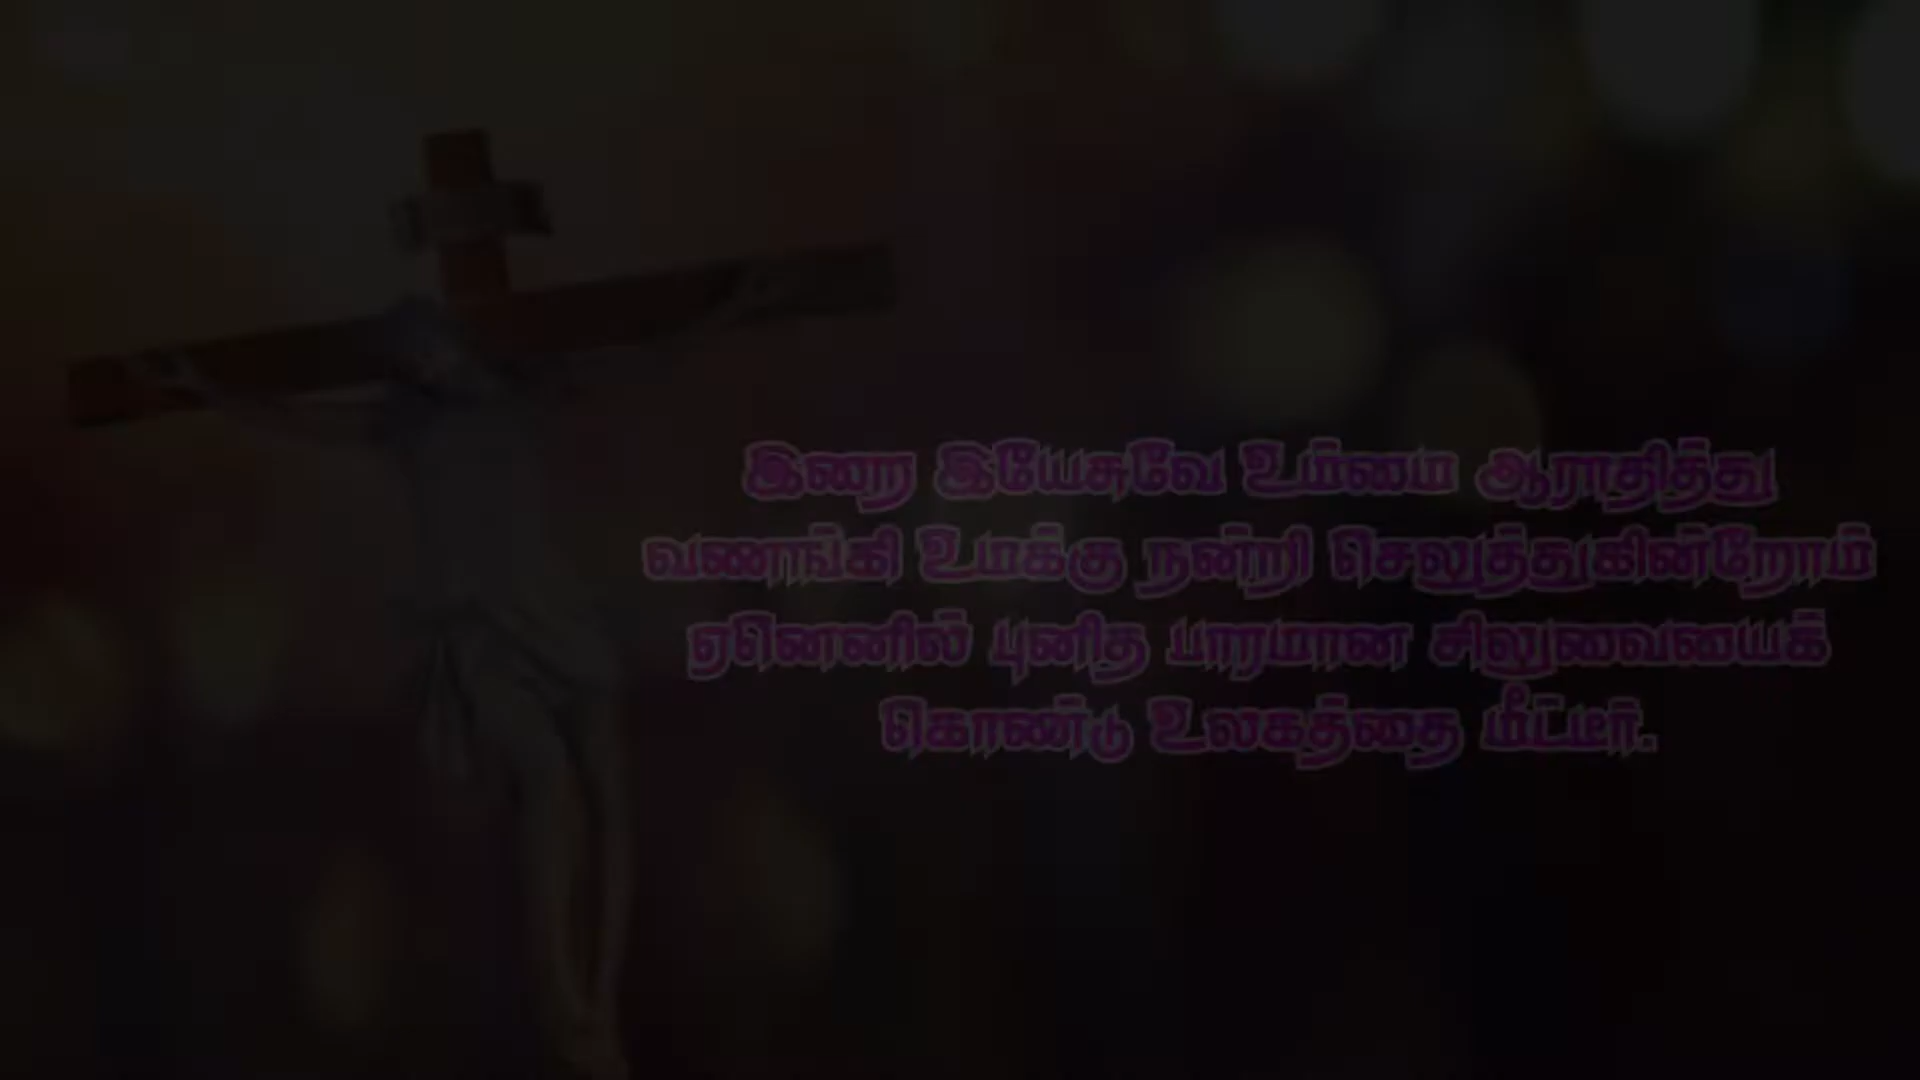 இறை இயேசுவே உம்மை ஆராதித்து
வணங்கி உமக்கு நன்றி செலுத்துகின்றோம்
ஏனெனில் புனித பாரமான சிலுவையைக்
கொண்டு உலகத்தை மீட்டீர்.